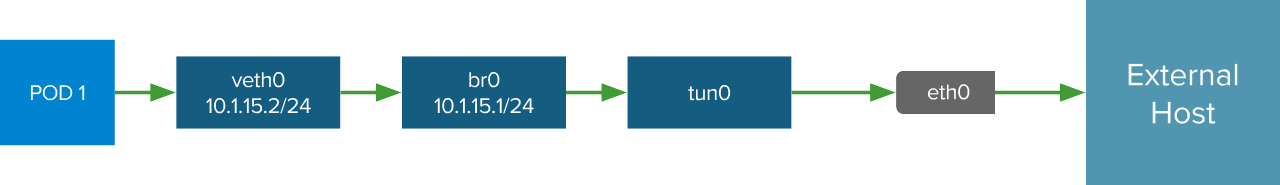 POD 1
veth0
10.1.15.2/24
br0
10.1.15.1/24
tun0
eth0
External
Host